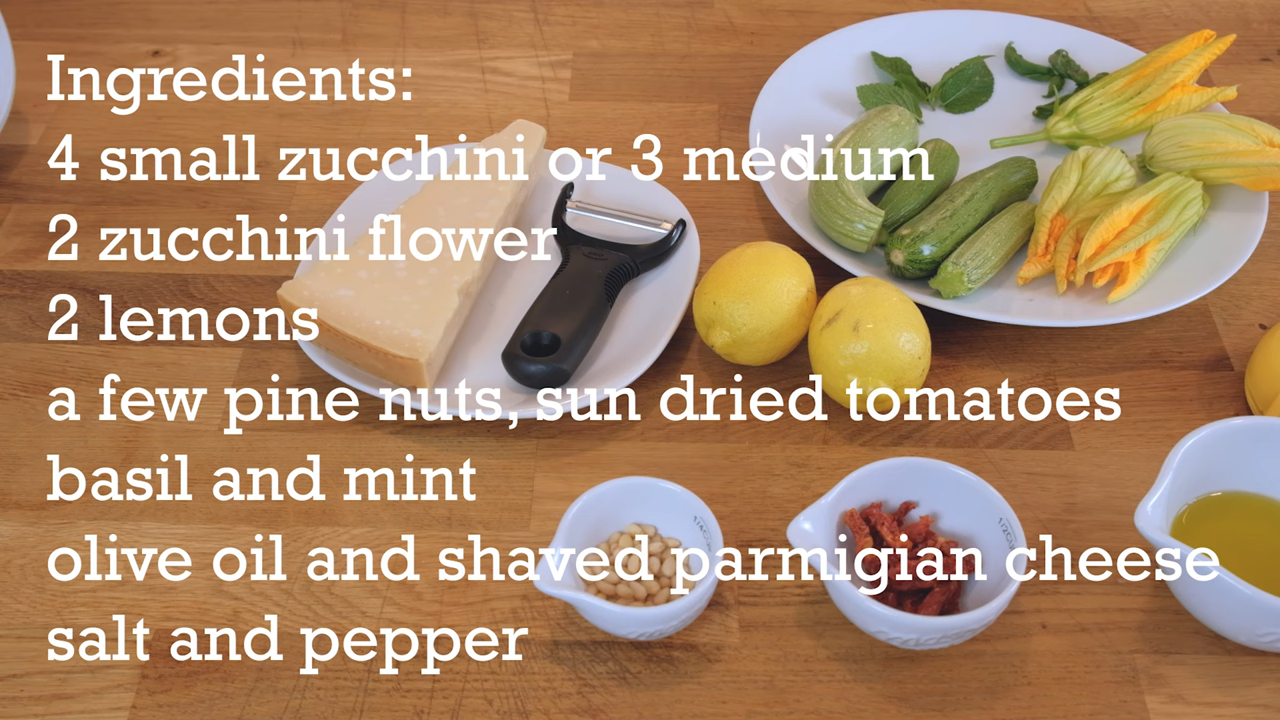 Ingredients:
4 small zucchini or 3 medium
2 zucchini flower
2 lemons
a few pine nuts, sun dried tomatoes
basil and mint
olive oil and shaved parmigian cheese
salt and pepper